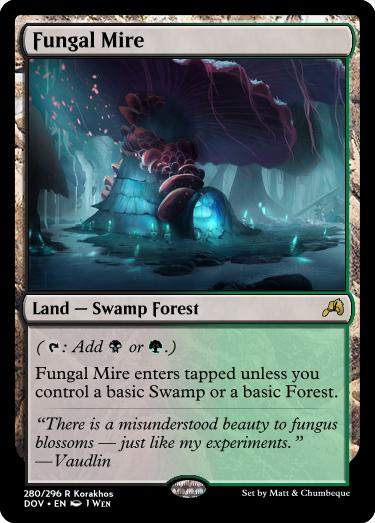 Fungal Mire
Land — Swamp Forest
( : Add or .)
Fungal Mire enters tapped unless you
control a basic Swamp or a basic Forest.
“There is a misunderstood beauty to fungus
blossoms — just like my experiments.”
—Vaudlin
280/296 R Korakhos
DOV • EN 1 Wen
Set by Matt & Chumbeque